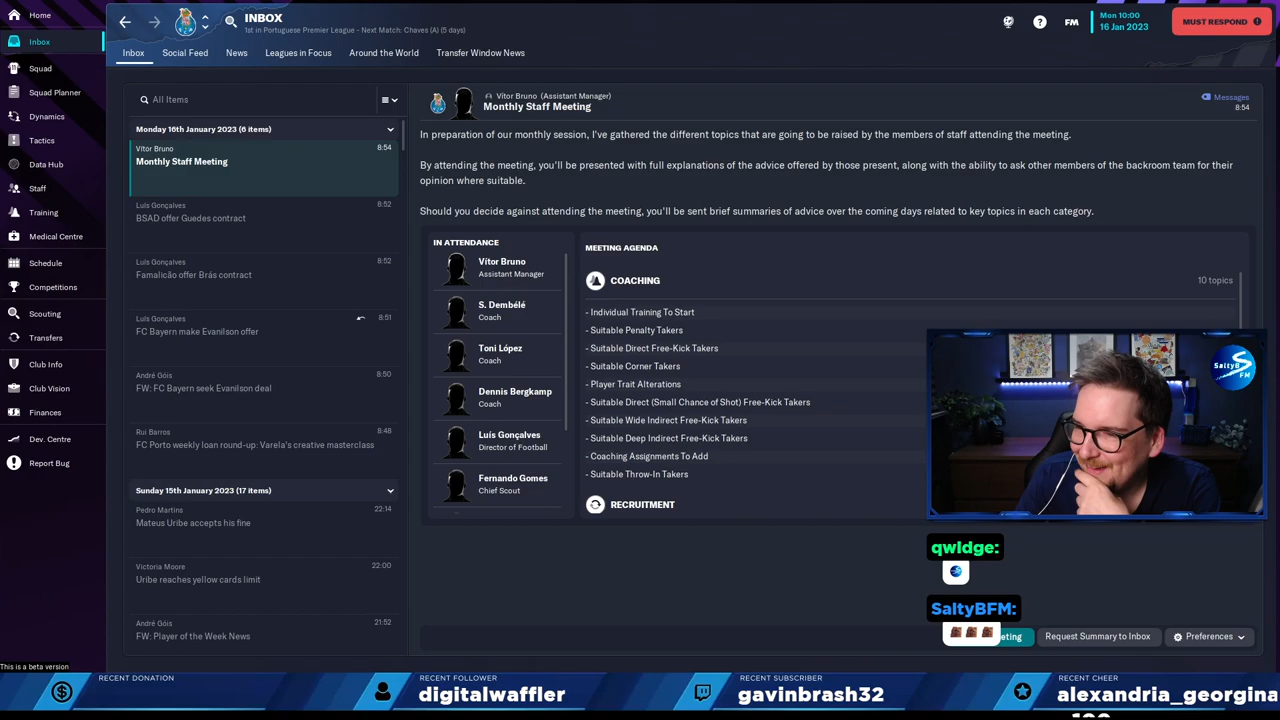 Home
Inbox
Squad
Squad Planner
Dynamics
Tactics
Data Hub
Staff
Training
Medical Centre
Schedule
Competitions
Scouting
Transfers
Club Info
Club Vision
Finances
Dev. Centre
Report Bug
This is a beta version
INBOX
1st in Portuguese Premier League - Next Match: Chaves (A) (5 days)
FM
Mon 10:00
16 Jan 2023
MUST RESPOND
Inbox
Social Feed
News
Leagues in Focus
Around the World
Transfer Window News
All Items
Monday 16th January 2023 (6 items)
Vítor Bruno 8:54
Monthly Staff Meeting
Luís Gonçalves 8:52
BSAD offer Guedes contract
Luís Gonçalves 8:52
Famalicão offer Brás contract
Luís Gonçalves 8:51
FC Bayern make Evanilson offer
André Góis 8:50
FW: FC Bayern seek Evanilson deal
Rui Barros 8:48
FC Porto weekly loan round-up: Varela's creative masterclass
Sunday 15th January 2023 (17 items)
Pedro Martins 22:14
Mateus Uribe accepts his fine
Victoria Moore 22:00
Uribe reaches yellow cards limit
André Góis 21:52
FW: Player of the Week News
Vítor Bruno (Assistant Manager)
Monthly Staff Meeting
Messages
8:54
In preparation of our monthly session, I've gathered the different topics that are going to be raised by the members of staff attending the meeting.
By attending the meeting, you'll be presented with full explanations of the advice offered by those present, along with the ability to ask other members of the backroom team for their
opinion where suitable.
Should you decide against attending the meeting, you'll be sent brief summaries of advice over the coming days related to key topics in each category.
IN ATTENDANCE
Vítor Bruno
Assistant Manager
S. Dembélé
Coach
Toni López
Coach
Dennis Bergkamp
Coach
Luís Gonçalves
Director of Football
Fernando Gomes
Chief Scout
MEETING AGENDA
COACHING
10 topics
- Individual Training To Start
- Suitable Penalty Takers
- Suitable Direct Free-Kick Takers
- Suitable Corner Takers
- Player Trait Alterations
- Suitable Direct (Small Chance of Shot) Free-Kick Takers
- Suitable Wide Indirect Free-Kick Takers
- Suitable Deep Indirect Free-Kick Takers
- Coaching Assignments To Add
- Suitable Throw-In Takers
RECRUITMENT
SaltyB
FM
qwidge:
SaltyBFM:
eting
Request Summary to Inbox
Preferences
RECENT DONATION
RECENT FOLLOWER
digitalwaffler
RECENT SUBSCRIBER
gavinbrash32
RECENT CHEER
alexandria_georgina